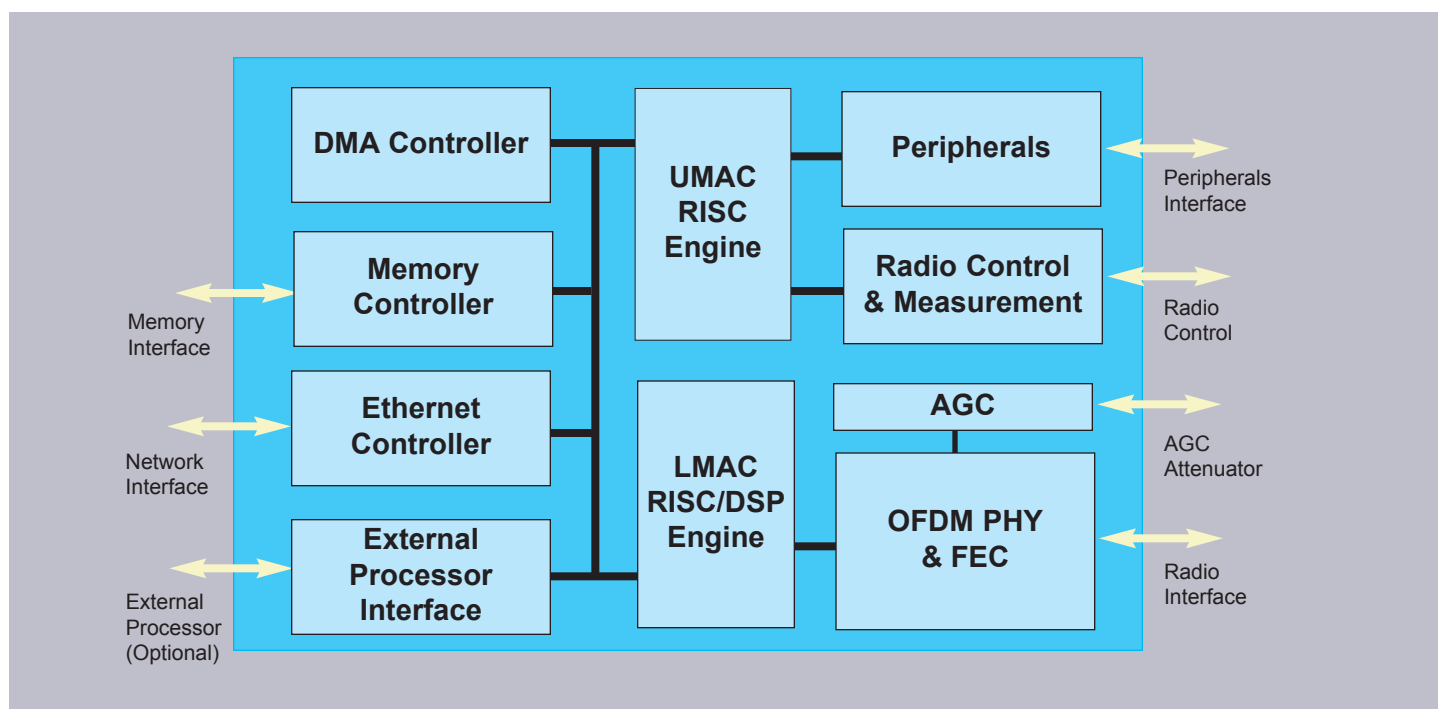 DMA Controller
Memory
Controller
Ethernet
Controller
External
Processor
Interface
UMAC
RISC
Engine
LMAC
RISC/DSP
Engine
Peripherals
Radio Control
& Measurement
AGC
OFDM PHY
& FEC
Memory
Interface
Network
Interface
External
Processor
(Optional)
Peripherals
Interface
Radio
Control
AGC
Attenuator
Radio
Interface